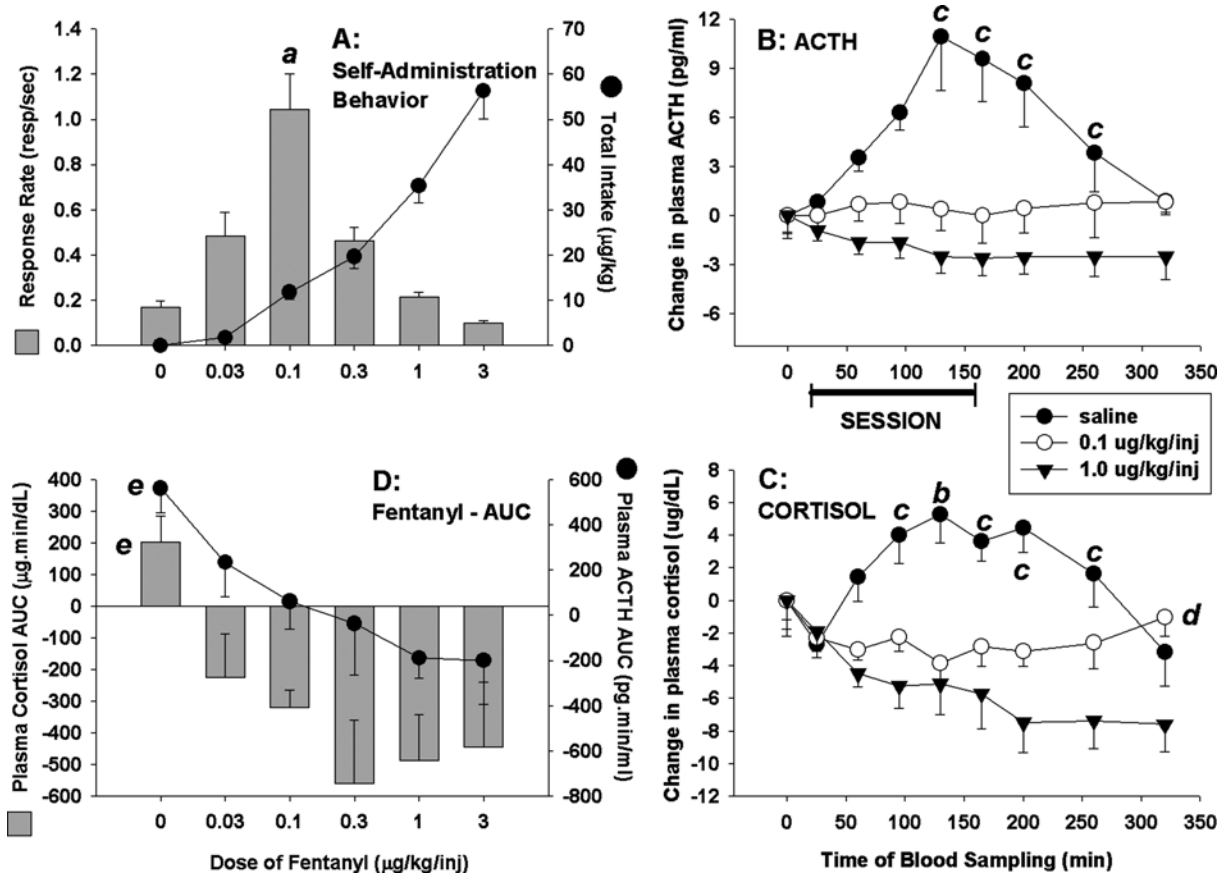 A:
Self-Administration
Behavior
a
Response Rate (resp/sec)
1.4
1.2
1.0
0.8
0.6
0.4
0.2
0.0
Total Intake (µg/kg)
70
60
50
40
30
20
10
0
0 0.03 0.1 0.3 1 3
B: ACTH
c
c
c
c
Change in plasma ACTH (pg/ml)
12
9
6
3
0
-3
-6
0 50 100 150 200 250 300 350
SESSION
saline
0.1 ug/kg/inj
1.0 ug/kg/inj
D:
Fentanyl - AUC
e
e
Plasma Cortisol AUC (µg.min/dL)
400
300
200
100
0
-100
-200
-300
-400
-500
-600
Plasma ACTH AUC (pg.min/ml)
600
400
200
0
-200
-400
-600
-800
0 0.03 0.1 0.3 1 3
Dose of Fentanyl (µg/kg/inj)
C:
CORTISOL
c
b
c
c
c
d
Change in plasma cortisol (ug/dL)
8
6
4
2
0
-2
-4
-6
-8
-10
-12
0 50 100 150 200 250 300 350
Time of Blood Sampling (min)